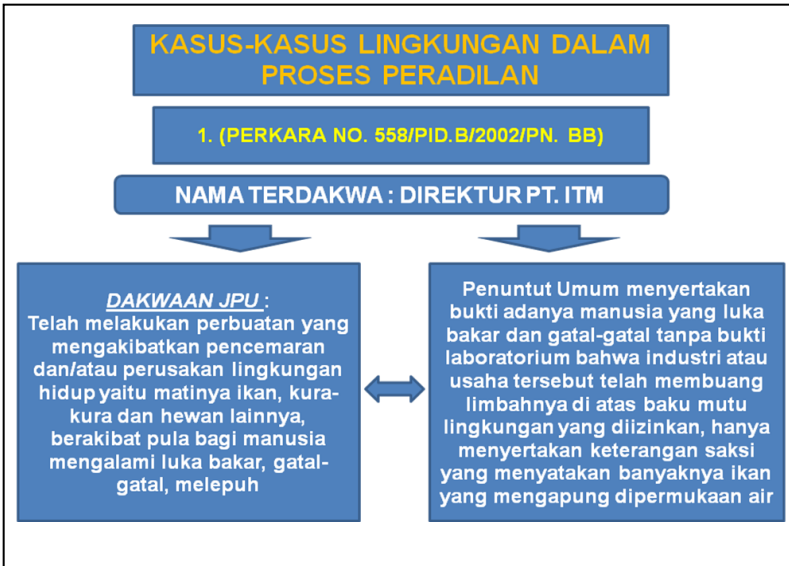 KASUS-KASUS LINGKUNGAN DALAM
PROSES PERADILAN
1. (PERKARA NO. 558/PID.B/2002/PN. BB)
NAMA TERDAKWA : DIREKTUR PT. ITM
DAKWAAN JPU :
Telah melakukan perbuatan yang
mengakibatkan pencemaran
dan/atau perusakan lingkungan
hidup yaitu matinya ikan, kura-
kura dan hewan lainnya,
berakibat pula bagi manusia
mengalami luka bakar, gatal-
gatal, melepuh
Penuntut Umum menyertakan
bukti adanya manusia yang luka
bakar dan gatal-gatal tanpa bukti
laboratorium bahwa industri atau
usaha tersebut telah membuang
limbahnya di atas baku mutu
lingkungan yang diizinkan, hanya
menyertakan keterangan saksi
yang menyatakan banyaknya ikan
yang mengapung dipermukaan air